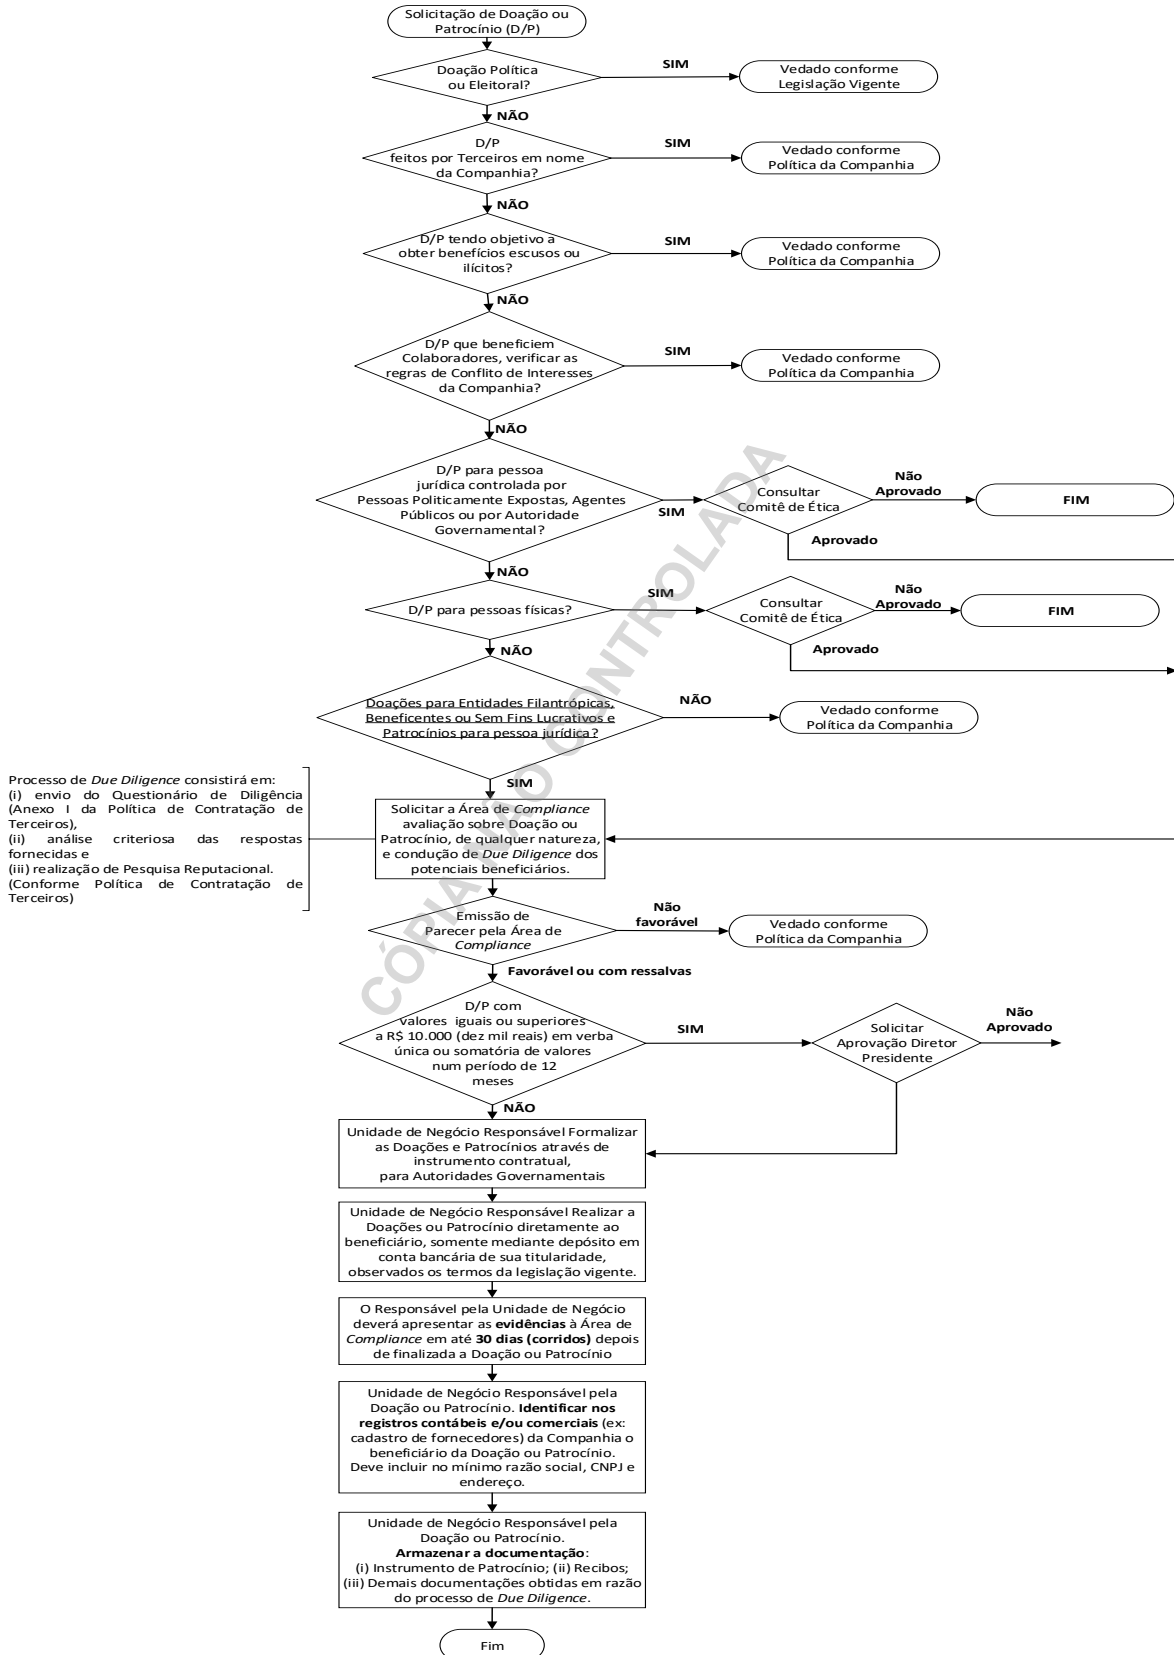 Solicitação de Doação ou
Patrocínio (D/P)
Doação Política
ou Eleitoral?
SIM
Vedado conforme
Legislação Vigente
NÃO
D/P
feitos por Terceiros em nome
da Companhia?
SIM
Vedado conforme
Política da Companhia
NÃO
D/P tendo objetivo a
obter benefícios escusos ou
ilícitos?
SIM
Vedado conforme
Política da Companhia
NÃO
D/P que beneficiem
Colaboradores, verificar as
regras de Conflito de Interesses
da Companhia?
SIM
Vedado conforme
Política da Companhia
NÃO
D/P para pessoa
jurídica controlada por
Pessoas Politicamente Expostas, Agentes
Públicos ou por Autoridade
Governamental?
SIM
Consultar
Comitê de Ética
Não
Aprovado
FIM
Aprovado
NÃO
D/P para pessoas físicas?
SIM
Consultar
Comitê de Ética
Não
Aprovado
FIM
Aprovado
NÃO
Doações para Entidades Filantrópicas,
Beneficentes ou Sem Fins Lucrativos e
Patrocínios para pessoa jurídica?
NÃO
Vedado conforme
Política da Companhia
SIM
Processo de Due Diligence consistirá em:
(i) envio do Questionário de Diligência
(Anexo I da Política de Contratação de
Terceiros),
(ii) análise criteriosa das respostas
fornecidas e
(iii) realização de Pesquisa Reputacional.
(Conforme Política de Contratação de
Terceiros)
Solicitar a Área de Compliance
avaliação sobre Doação ou
Patrocínio, de qualquer natureza,
e condução de Due Diligence dos
potenciais beneficiários.
Emissão de
Parecer pela Área de
Compliance
Não
favorável
Vedado conforme
Política da Companhia
Favorável ou com ressalvas
D/P com
valores iguais ou superiores
a R$ 10.000 (dez mil reais) em verba
única ou somatória de valores
num período de 12
meses
SIM
Solicitar
Aprovação Diretor
Presidente
Não
Aprovado
NÃO
Unidade de Negócio Responsável Formalizar
as Doações e Patrocínios através de
instrumento contratual,
para Autoridades Governamentais
Unidade de Negócio Responsável Realizar a
Doações ou Patrocínio diretamente ao
beneficiário, somente mediante depósito em
conta bancária de sua titularidade,
observados os termos da legislação vigente.
O Responsável pela Unidade de Negócio
deverá apresentar as evidências à Área de
Compliance em até 30 dias (corridos) depois
de finalizada a Doação ou Patrocínio
Unidade de Negócio Responsável pela
Doação ou Patrocínio. Identificar nos
registros contábeis e/ou comerciais (ex:
cadastro de fornecedores) da Companhia o
beneficiário da Doação ou Patrocínio.
Deve incluir no mínimo razão social, CNPJ e
endereço.
Unidade de Negócio Responsável pela
Doação ou Patrocínio.
Armazenar a documentação:
(i) Instrumento de Patrocínio; (ii) Recibos;
(iii) Demais documentações obtidas em razão
do processo de Due Diligence.
Fim
CÓPIA NÃO CONTROLADA